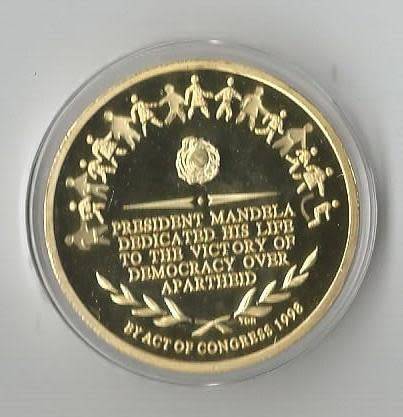 PRESIDENT MANDELA
DEDICATED HIS LIFE
TO THE VICTORY OF
DEMOCRACY OVER
APARTHEID
BY ACT OF CONGRESS 1998